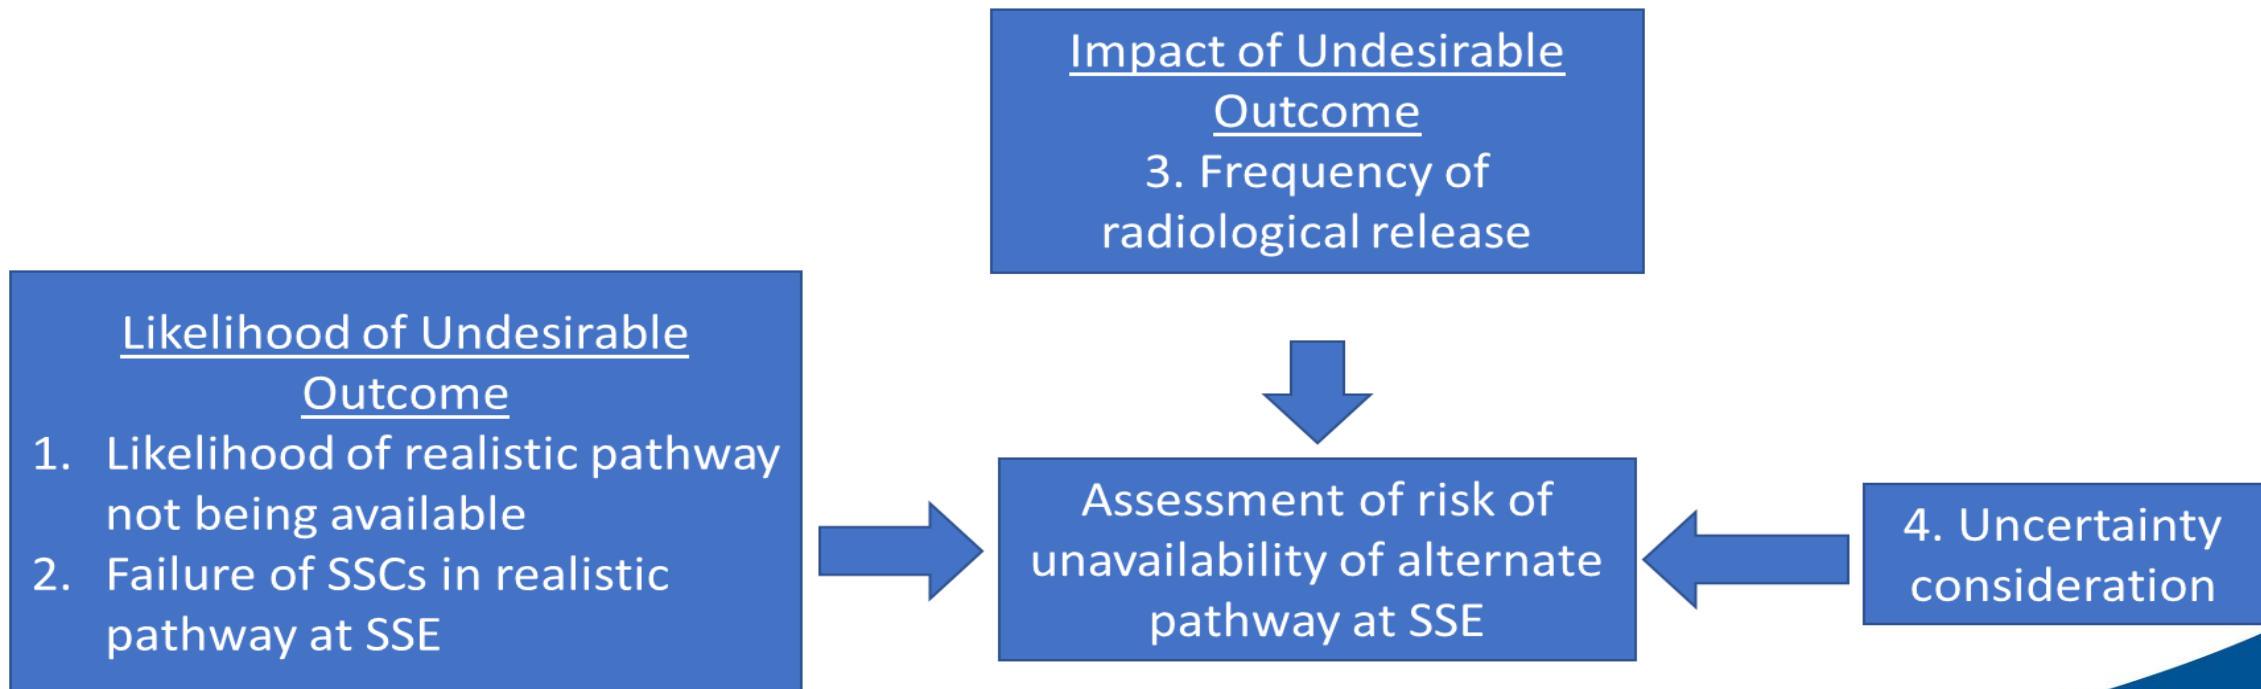 Impact of Undesirable
Outcome
3. Frequency of
radiological release
Likelihood of Undesirable
Outcome
1. Likelihood of realistic pathway
not being available
2. Failure of SSCs in realistic
pathway at SSE
Assessment of risk of
unavailability of alternate
pathway at SSE
4. Uncertainty
consideration